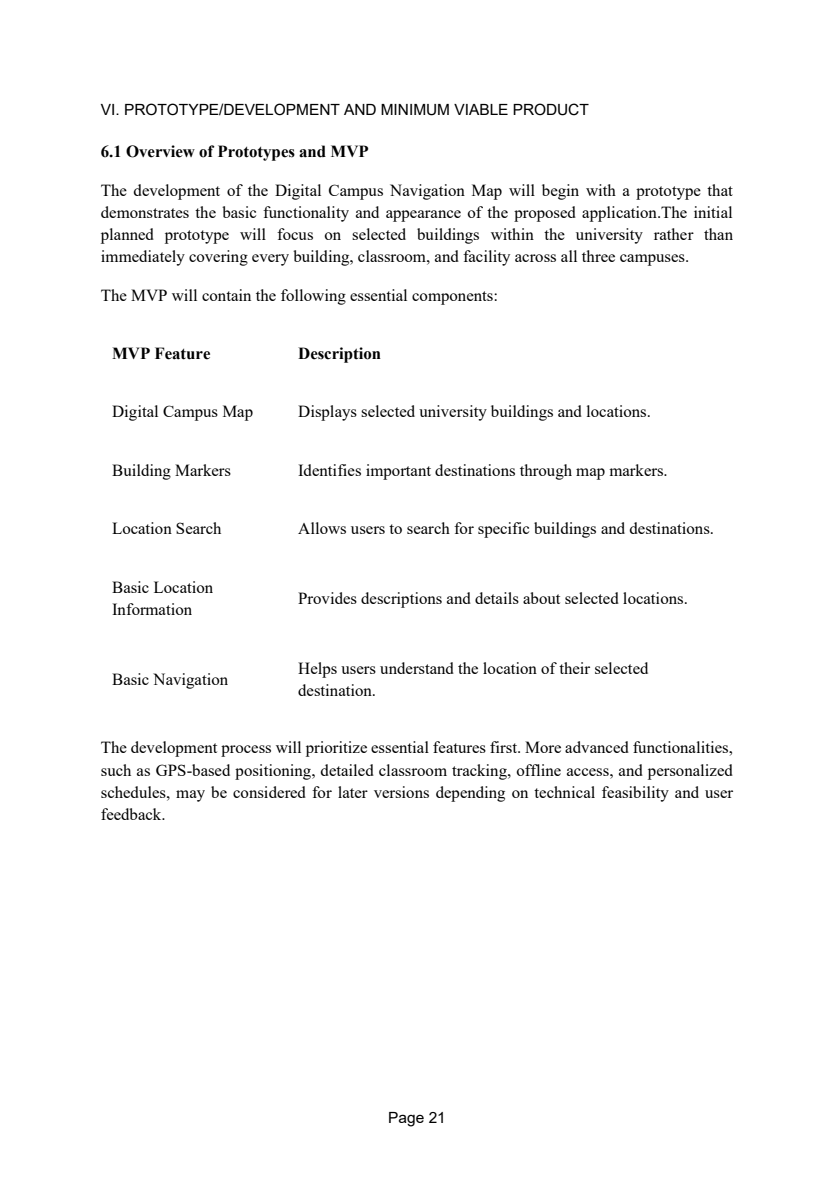 VI. PROTOTYPE/DEVELOPMENT AND MINIMUM VIABLE PRODUCT
6.1 Overview of Prototypes and MVP
The development of the Digital Campus Navigation Map will begin with a prototype that
demonstrates the basic functionality and appearance of the proposed application.The initial
planned prototype will focus on selected buildings within the university rather than
immediately covering every building, classroom, and facility across all three campuses.
The MVP will contain the following essential components:
MVP Feature Description
Digital Campus Map Displays selected university buildings and locations.
Building Markers Identifies important destinations through map markers.
Location Search Allows users to search for specific buildings and destinations.
Basic Location
Information
Provides descriptions and details about selected locations.
Basic Navigation
Helps users understand the location of their selected
destination.
The development process will prioritize essential features first. More advanced functionalities,
such as GPS-based positioning, detailed classroom tracking, offline access, and personalized
schedules, may be considered for later versions depending on technical feasibility and user
feedback.
Page 21